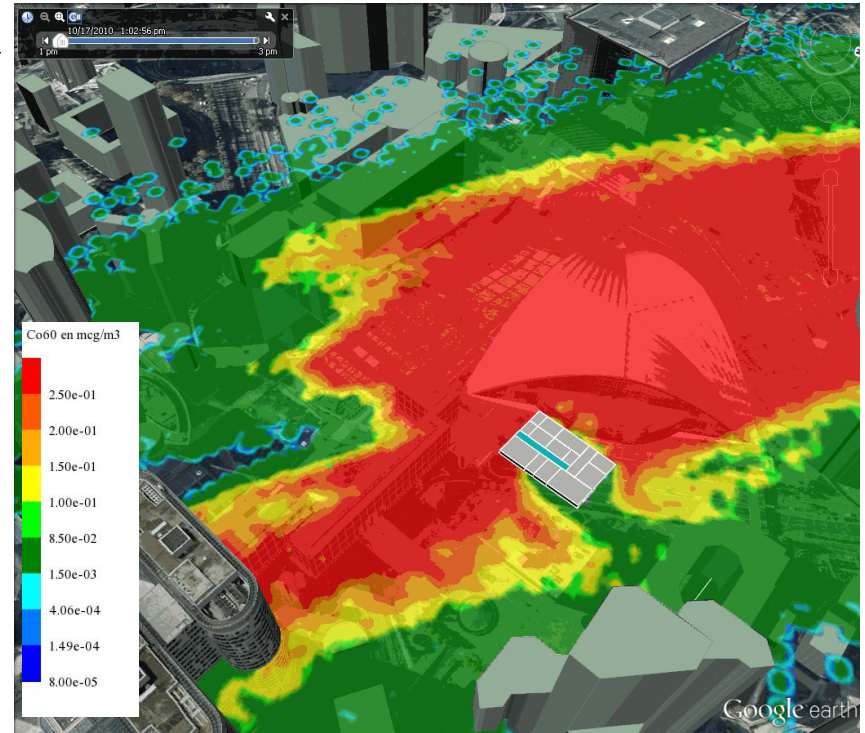 10/17/2010 1:02:56 pm
1 pm 3 pm
Co60 en mcg/m3
2.50e-01
2.00e-01
1.50e-01
1.00e-01
8.50e-02
1.50e-03
4.06e-04
1.49e-04
8.00e-05
Google earth